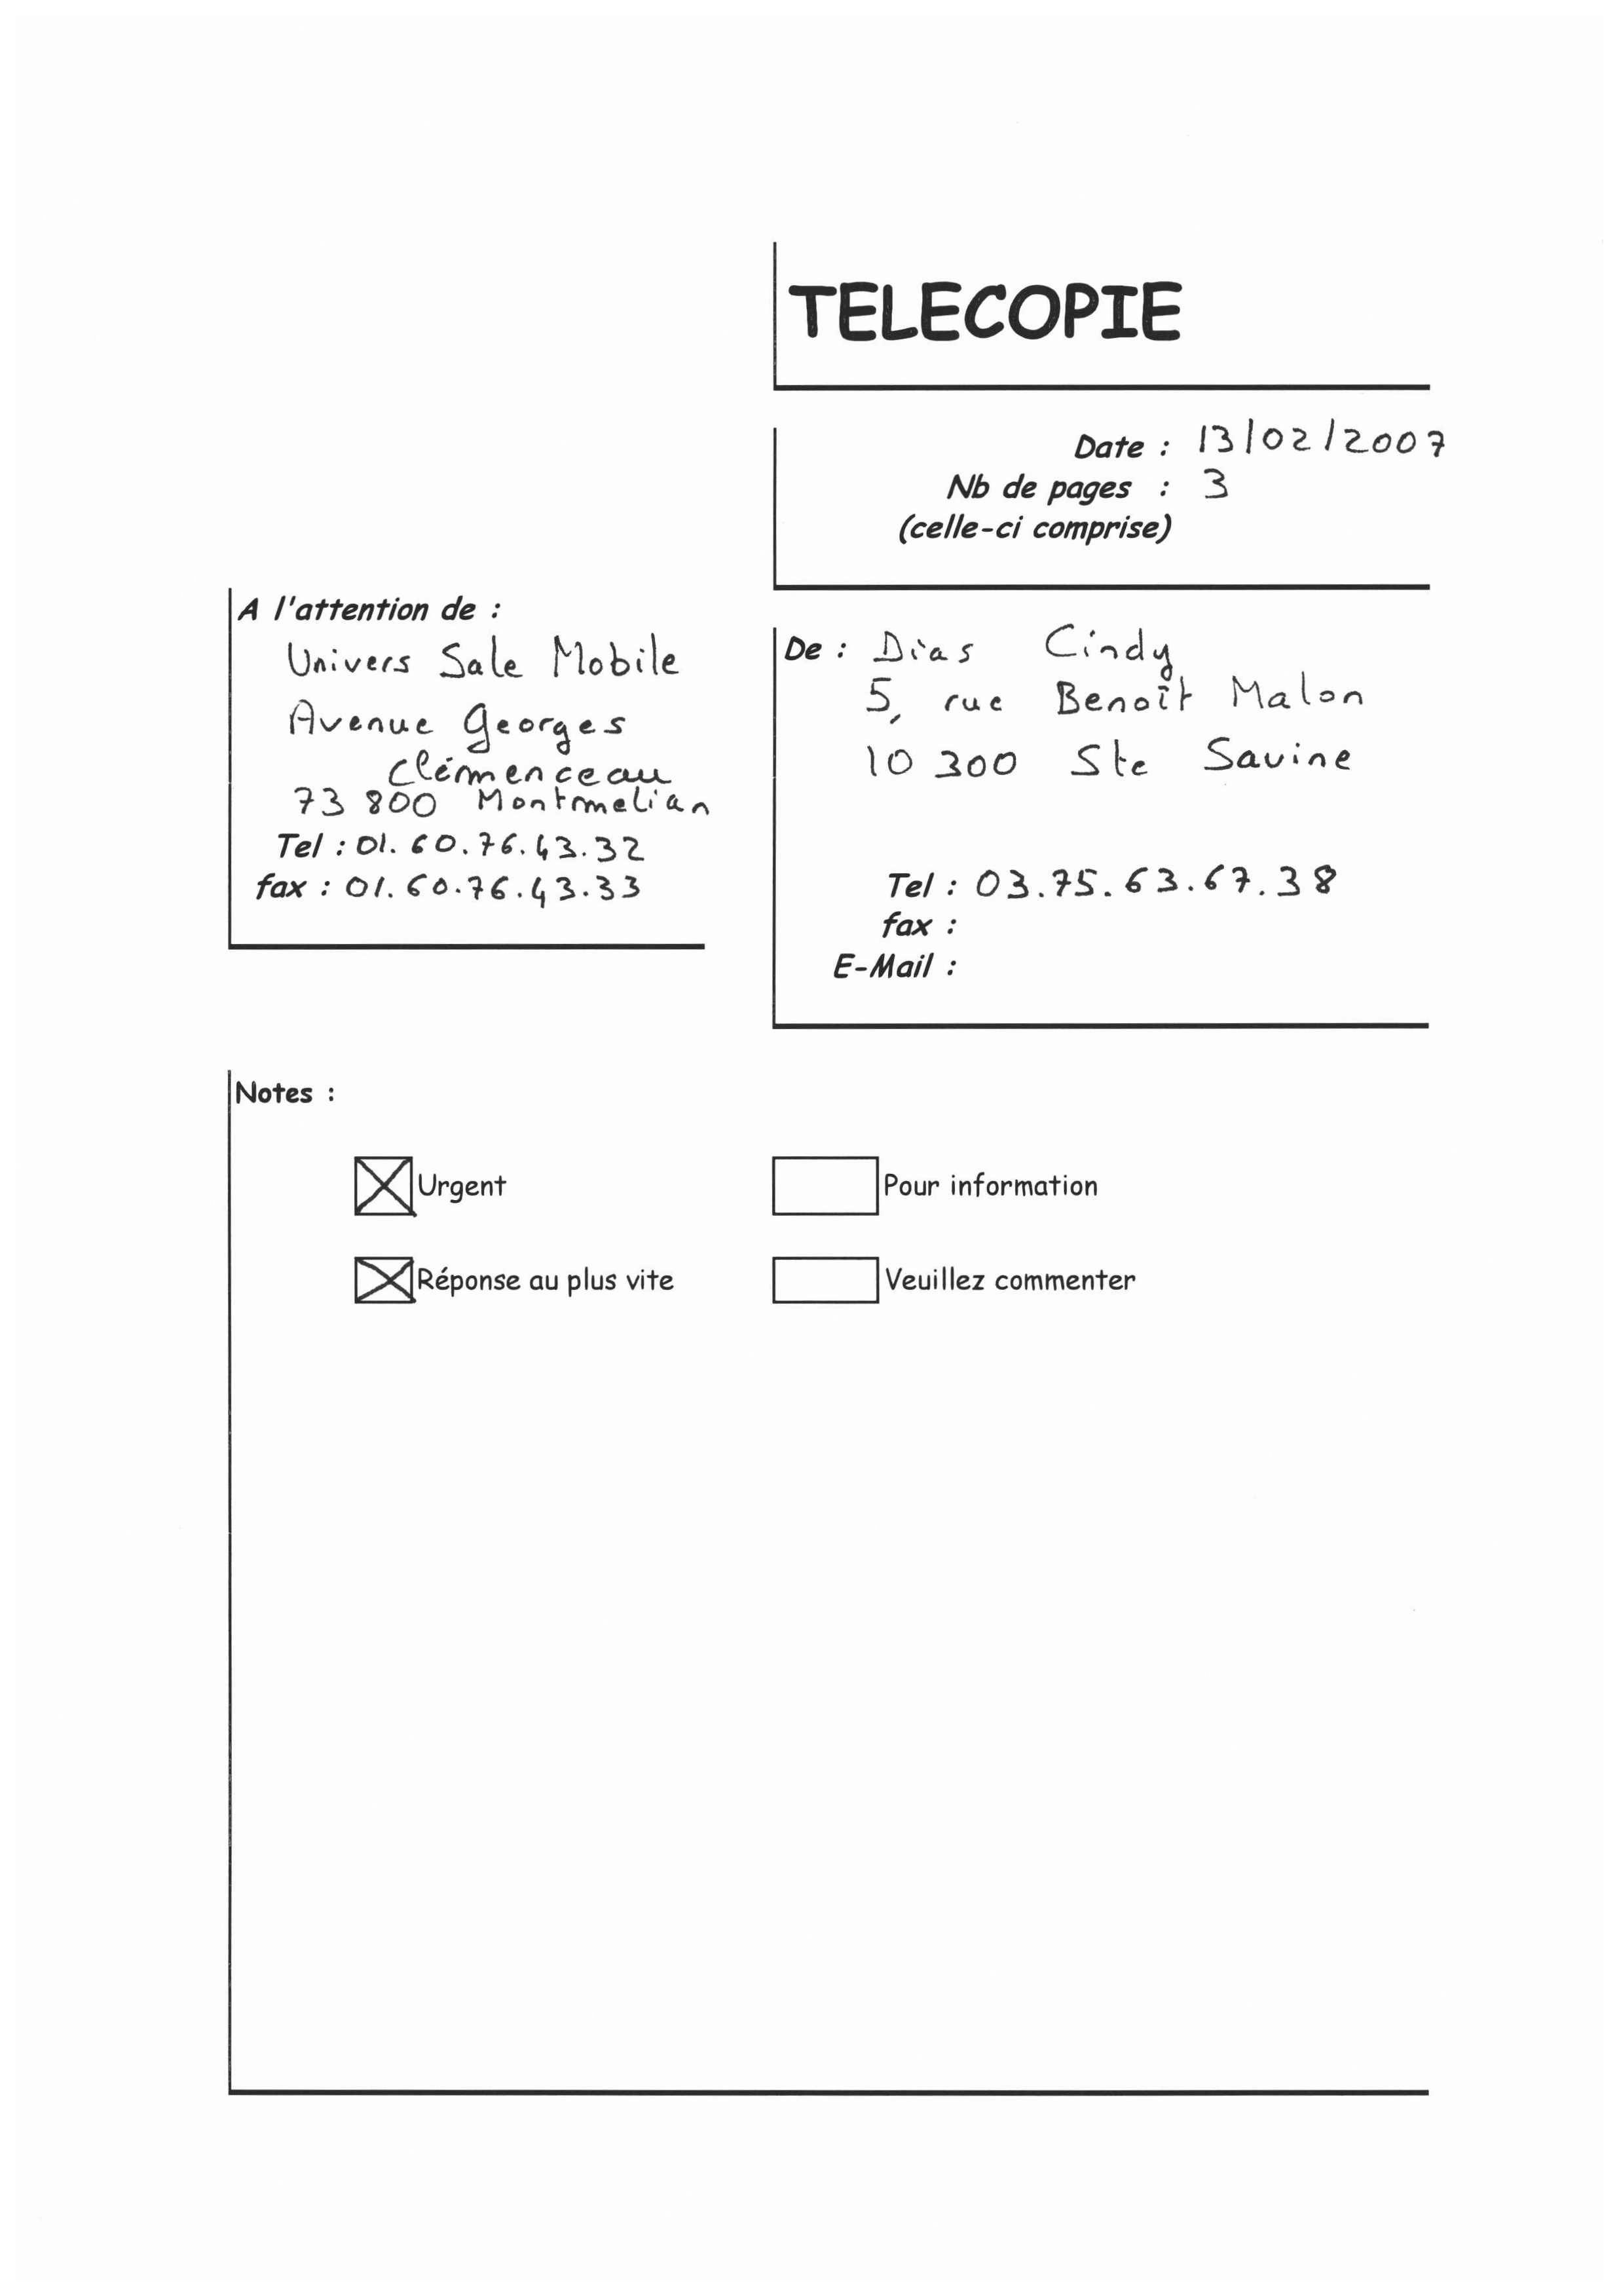 TELECOPIE
Date : 13/02/2007
Nb de pages : 3
(celle-ci comprise)
A l'attention de :
Univers Sale Mobile
Avenue Georges
Clémenceau
73 800 Montmelian
Tel : 01.60.76.43.32
fax : 01.60.76.43.33
De : Dias Cindy
5, rue Benoît Malon
10 300 Ste Savine
Tel : 03.75.63.67.38
fax :
E-Mail :
Notes :
Urgent
Pour information
Réponse au plus vite
Veuillez commenter